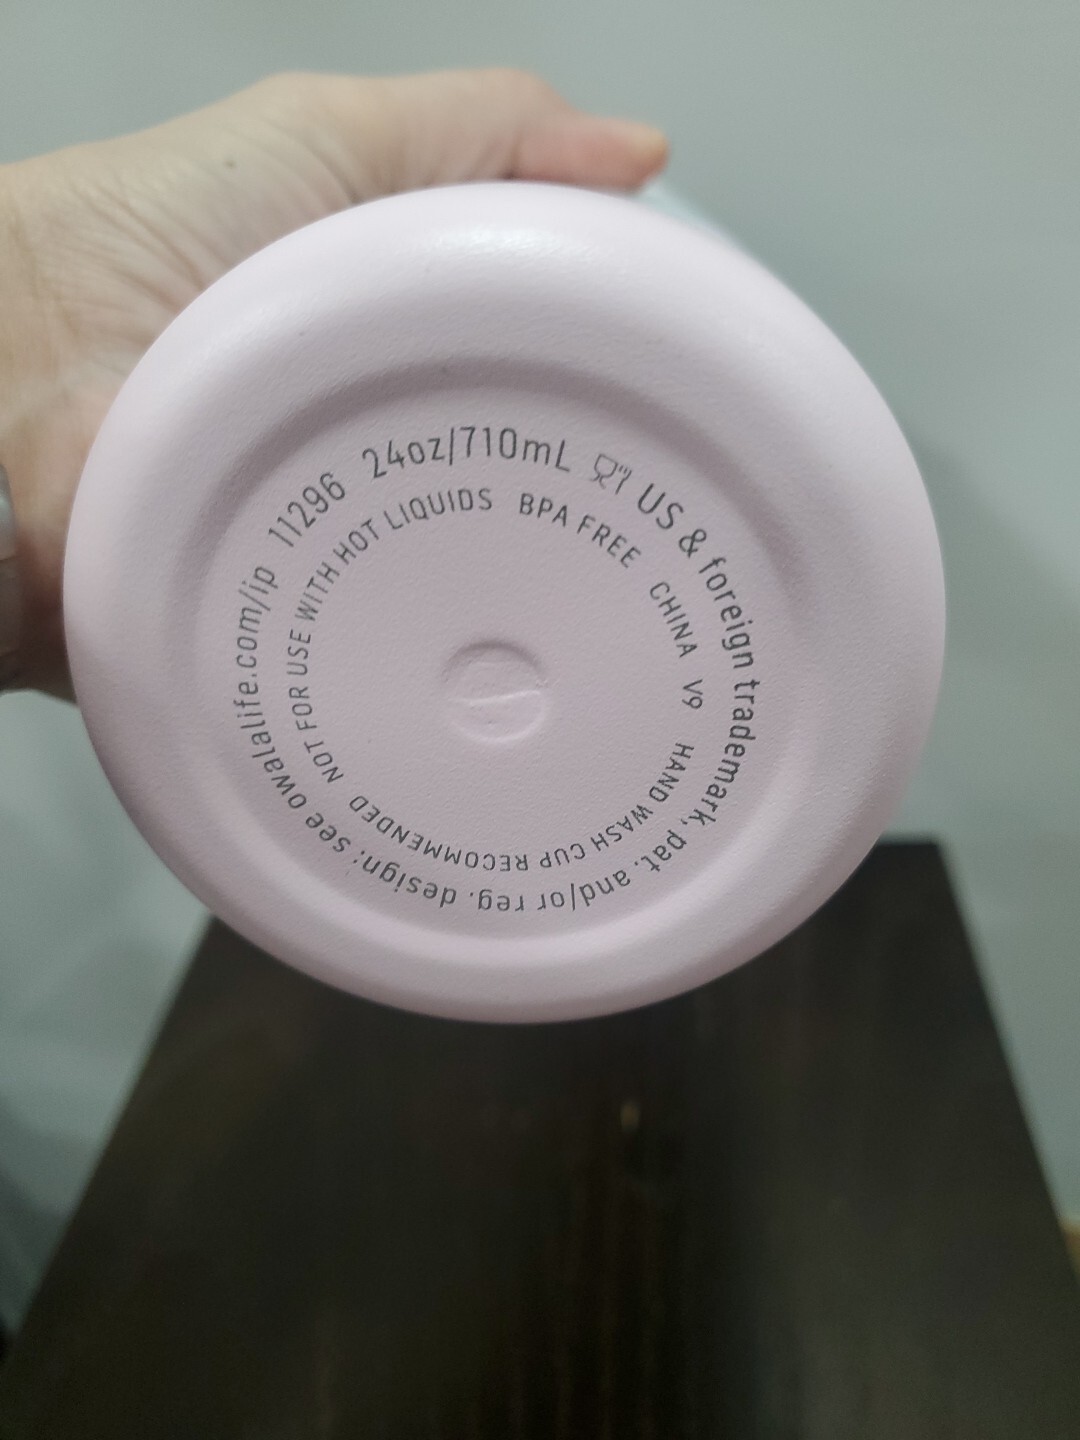 24oz/710mL US & foreign trademark, pat. and/or reg. design: see owalalife.com/ip 11296
BPA FREE CHINA V9 HAND WASH CUP RECOMMENDED NOT FOR USE WITH HOT LIQUIDS